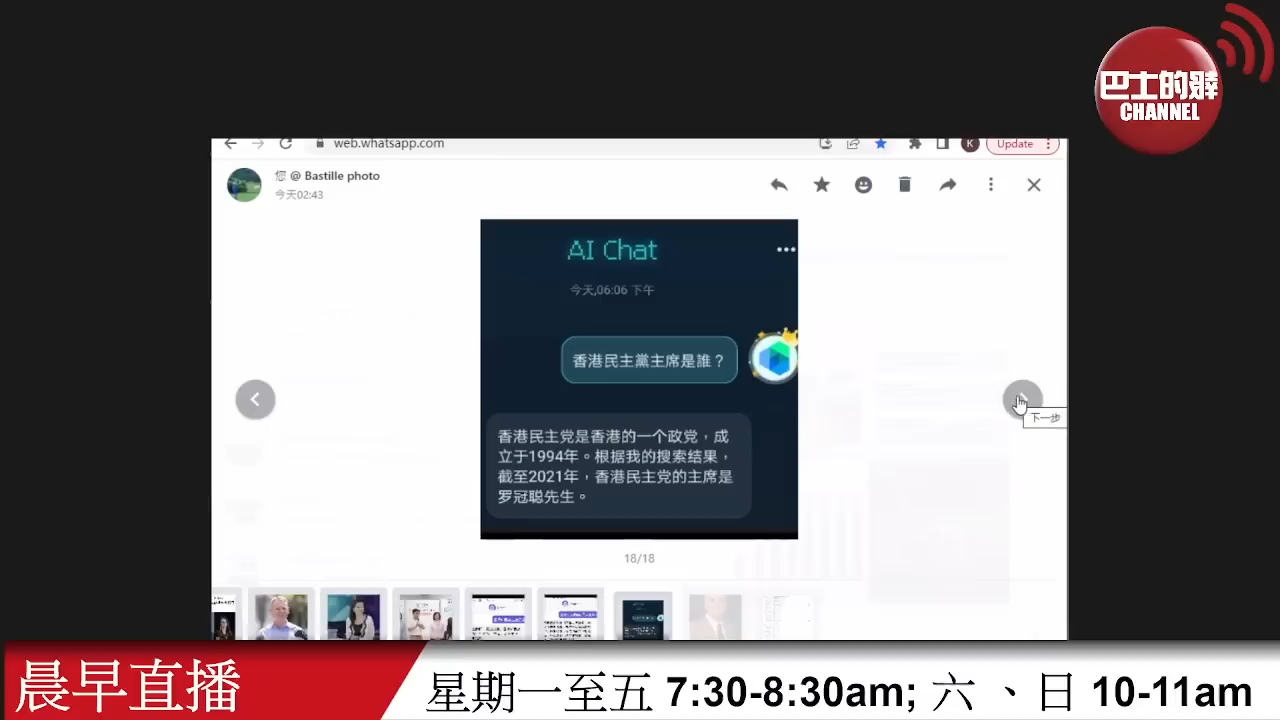 巴士的報
CHANNEL
web.whatsapp.com
K
Update
您 @ Bastille photo
今天02:43
AI Chat
今天,06:06 下午
香港民主黨主席是誰？
香港民主党是香港的一个政党，成
立于1994年。根据我的搜索结果，
截至2021年，香港民主党的主席是
罗冠聪先生。
下一步
18/18
晨早直播
星期一至五 7:30-8:30am; 六 、日 10-11am